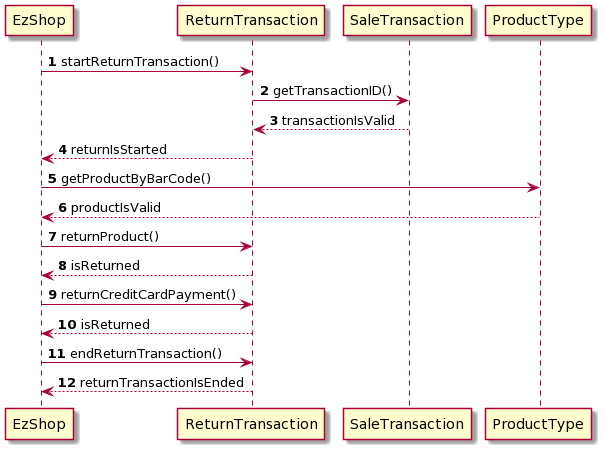 EzShop ReturnTransaction SaleTransaction ProductType
1 startReturnTransaction()
2 getTransactionID()
3 transactionIsValid
4 returnIsStarted
5 getProductByBarCode()
6 productIsValid
7 returnProduct()
8 isReturned
9 returnCreditCardPayment()
10 isReturned
11 endReturnTransaction()
12 returnTransactionIsEnded
EzShop ReturnTransaction SaleTransaction ProductType